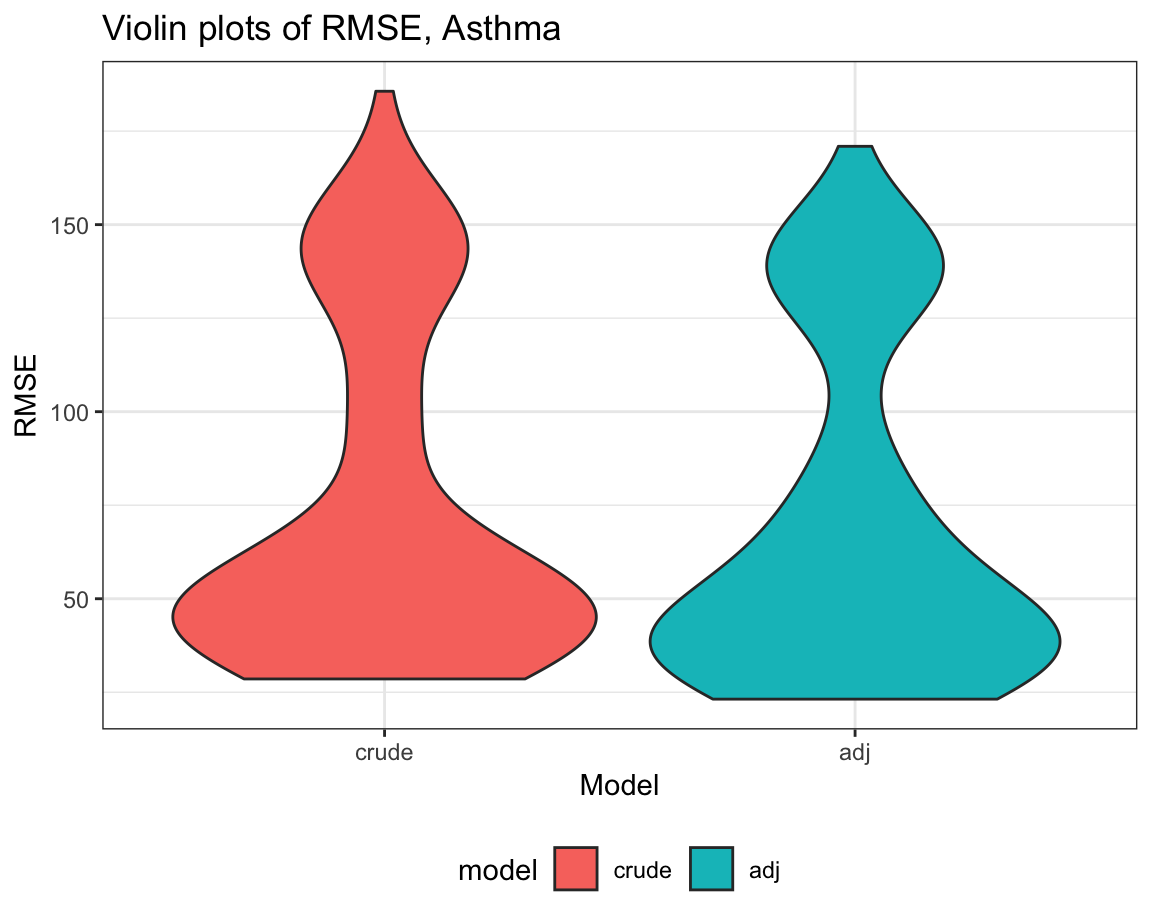 Violin plots of RMSE, Asthma
RMSE
150
100
50
crude adj
Model
model crude adj